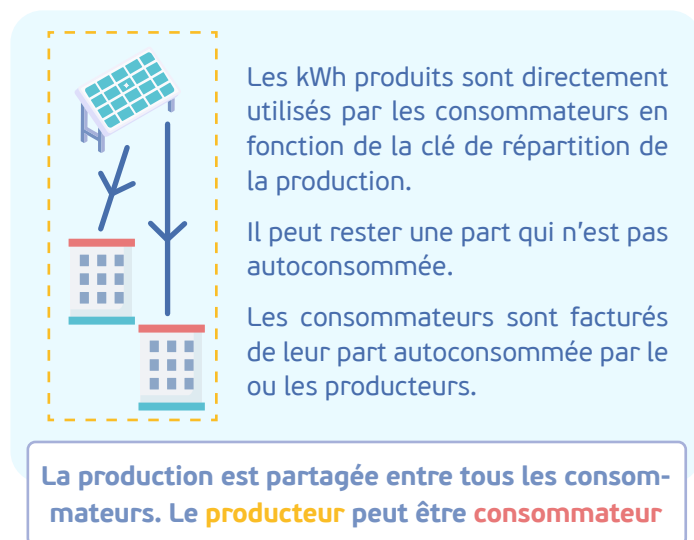 Les kWh produits sont directement
utilisés par les consommateurs en
fonction de la clé de répartition de
la production.
Il peut rester une part qui n'est pas
autoconsommée.
Les consommateurs sont facturés
de leur part autoconsommée par le
ou les producteurs.
La production est partagée entre tous les consom-
mateurs. Le producteur peut être consommateur